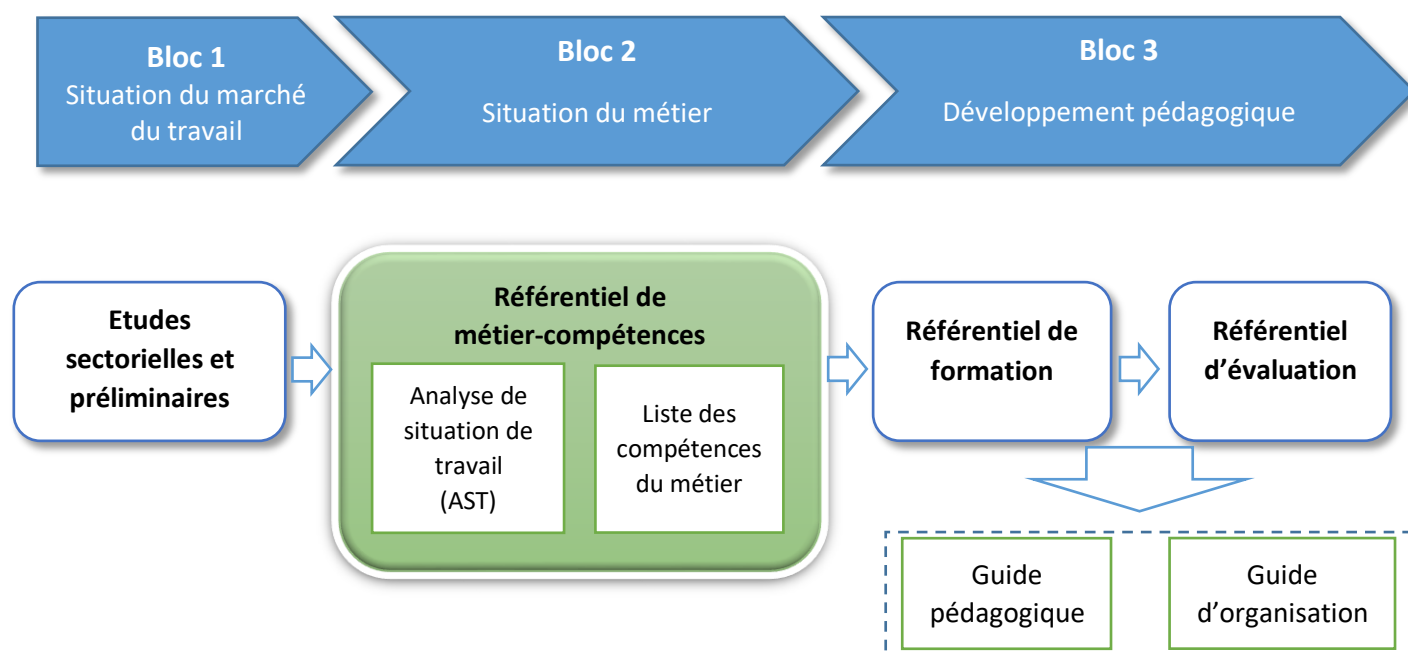 Bloc 1
Situation du marché
du travail
Bloc 2
Situation du métier
Bloc 3
Développement pédagogique
Etudes
sectorielles et
préliminaires
Référentiel de
métier-compétences
Analyse de
situation de
travail
(AST)
Liste des
compétences
du métier
Référentiel de
formation
Référentiel
d’évaluation
Guide
pédagogique
Guide
d’organisation